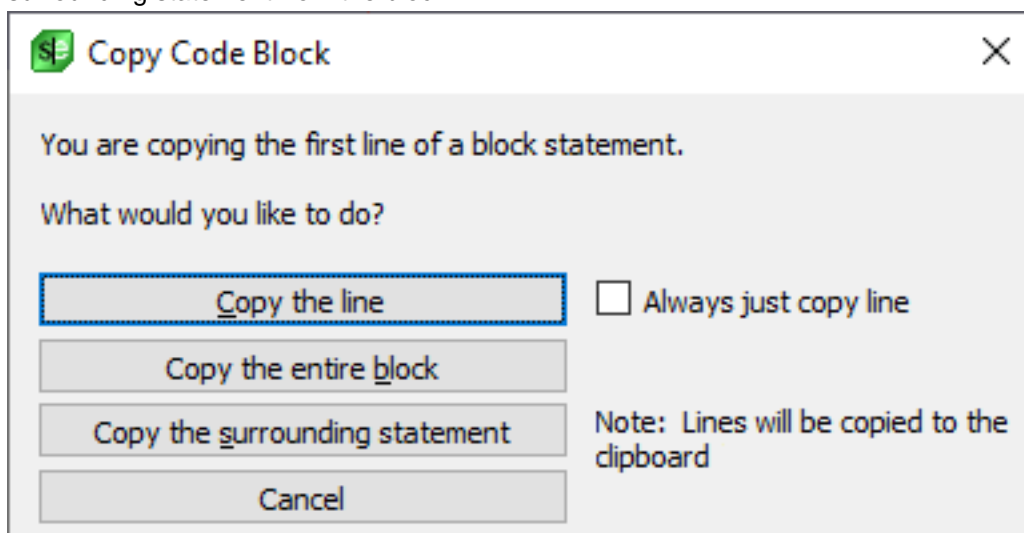 Copy Code Block
You are copying the first line of a block statement.
What would you like to do?
Copy the line
Always just copy line
Copy the entire block
Copy the surrounding statement
Note: Lines will be copied to the
clipboard
Cancel